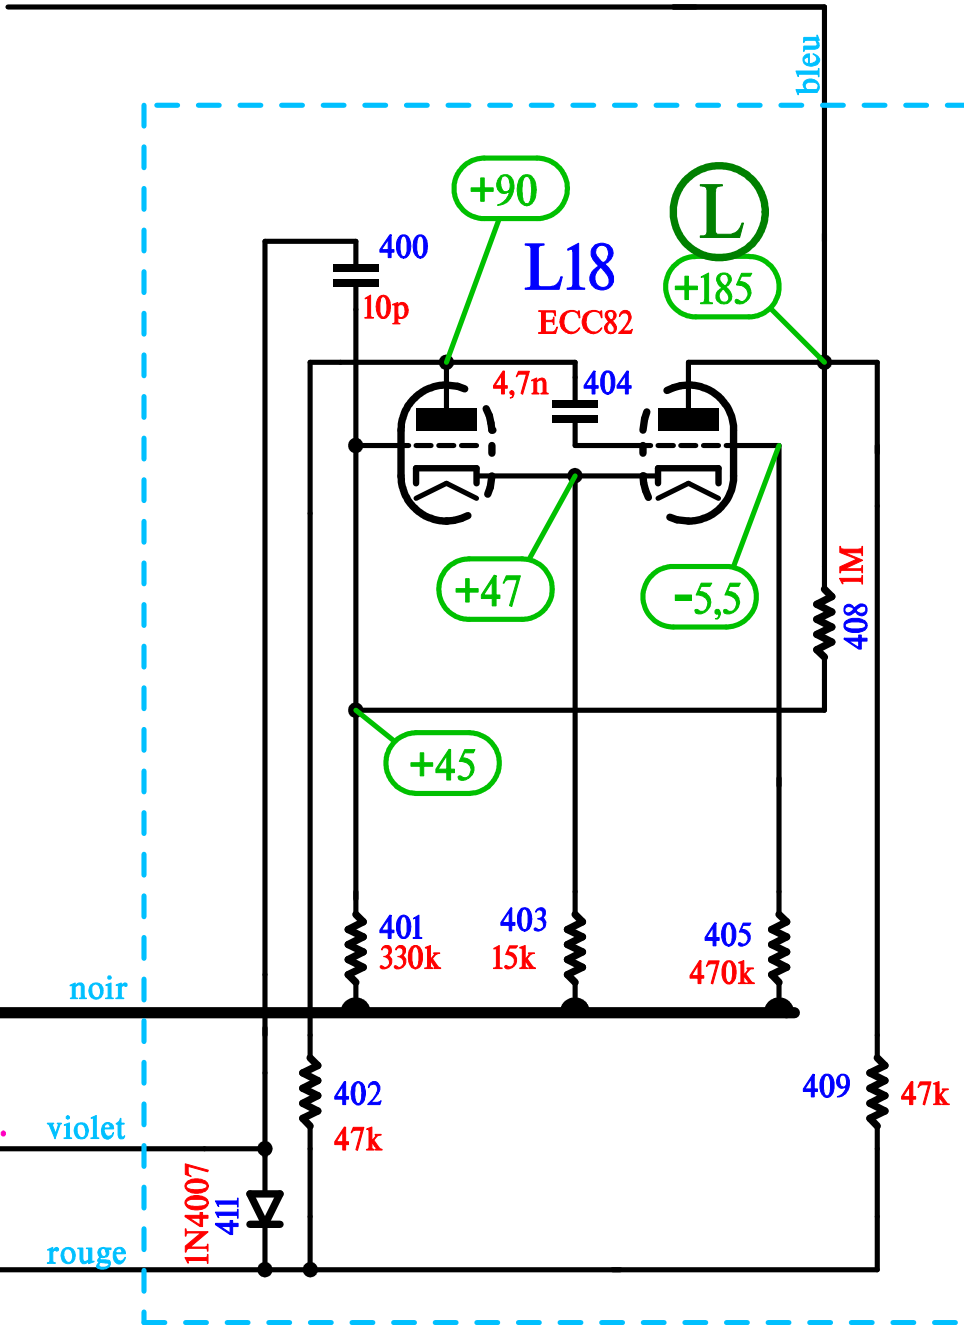 bleu
+90
L
400
L18
+185
10p
ECC82
4,7n
404
1M
408
+47
-5,5
+45
401
330k
403
15k
405
470k
noir
402
47k
409
47k
violet
1N4007
411
rouge